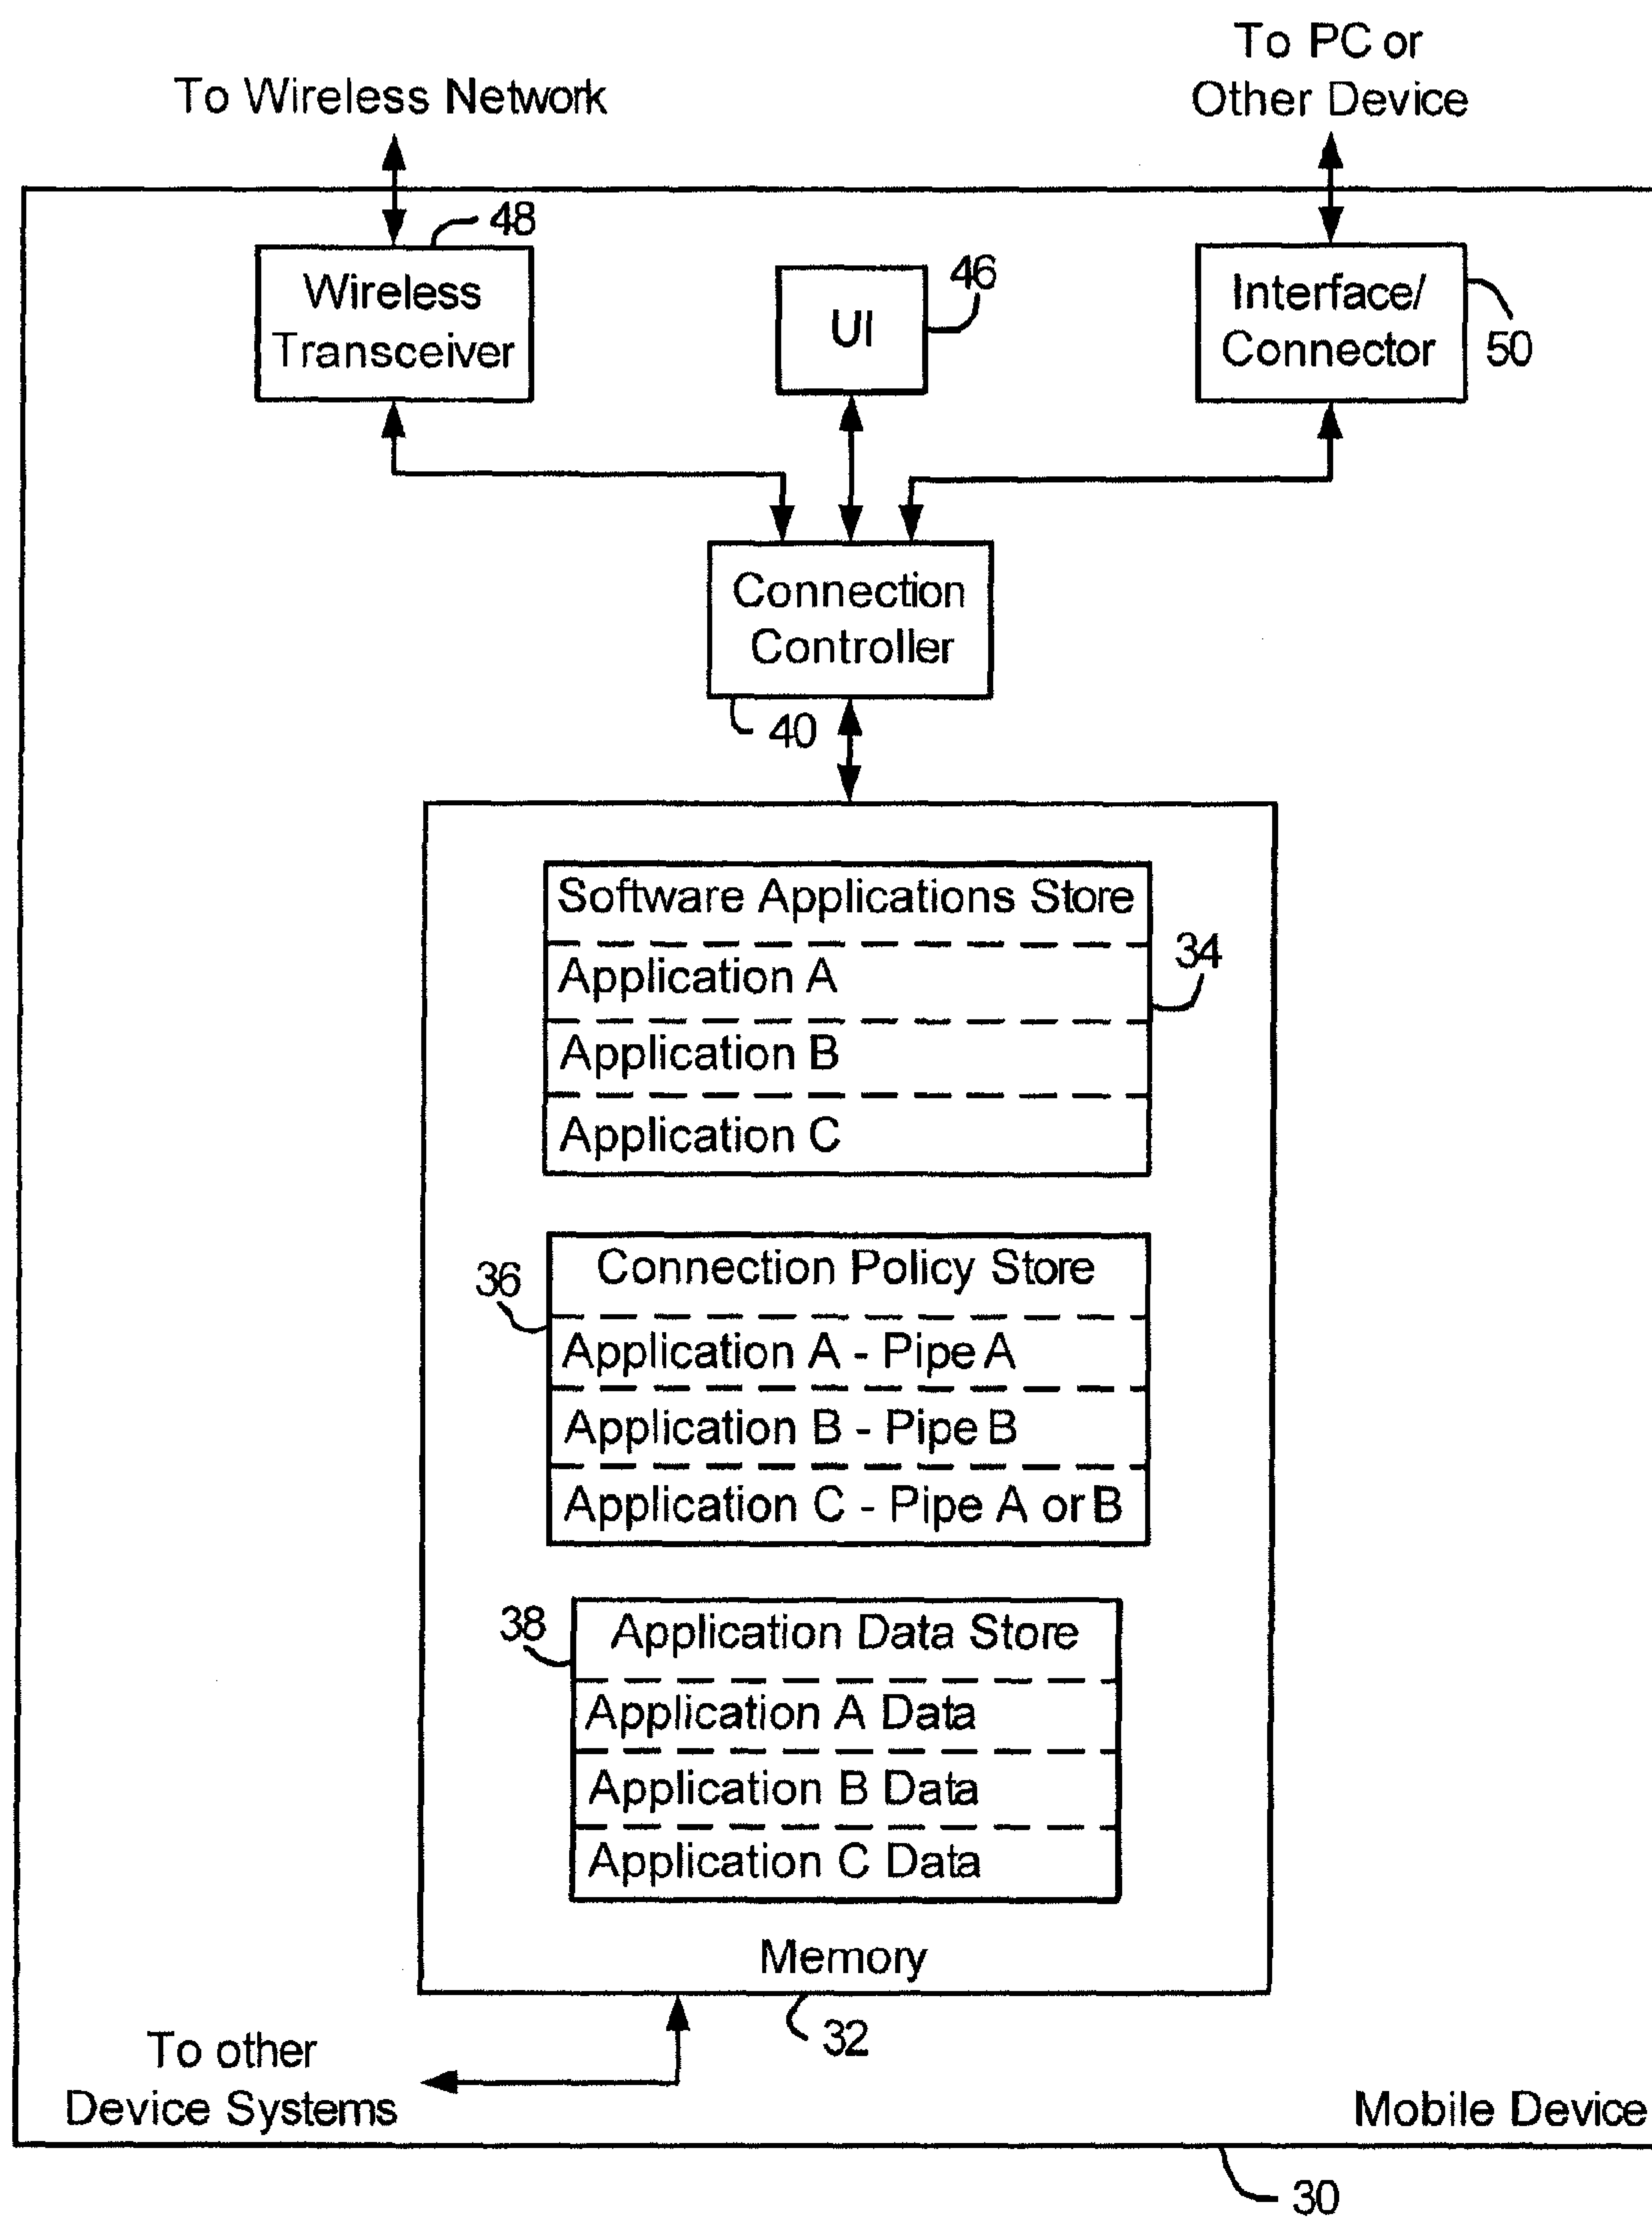 To Wireless Network
To PC or
Other Device
48
Wireless
Transceiver
UI
46
Interface/
Connector
50
Connection
Controller
40
Software Applications Store
Application A
Application B
Application C
34
36
Connection Policy Store
Application A - Pipe A
Application B - Pipe B
Application C - Pipe A or B
38
Application Data Store
Application A Data
Application B Data
Application C Data
Memory
32
To other
Device Systems
Mobile Device
30